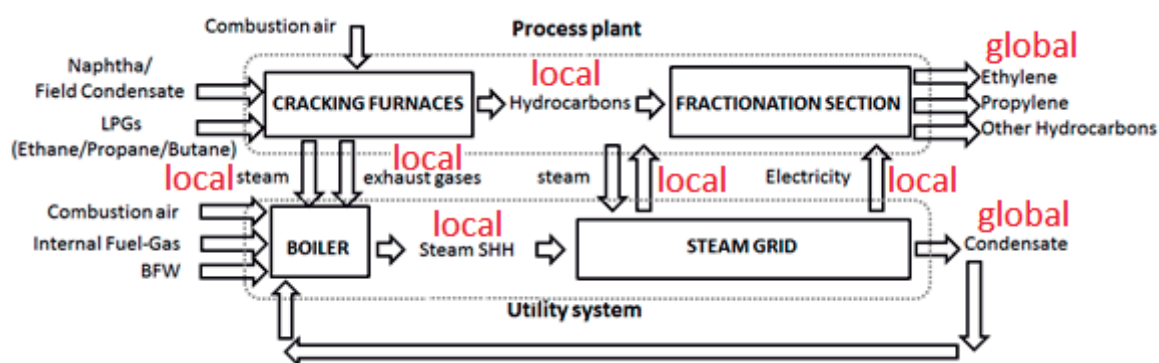 Combustion air
Process plant
global
Naphtha/
Field Condensate
local
Ethylene
CRACKING FURNACES
Hydrocarbons
FRACTIONATION SECTION
Propylene
LPGs
(Ethane/Propane/Butane)
Other Hydrocarbons
local
steam
local
exhaust gases
steam
local
Electricity
local
Combustion air
local
global
Internal Fuel-Gas
BOILER
Steam SHH
STEAM GRID
Condensate
BFW
Utility system